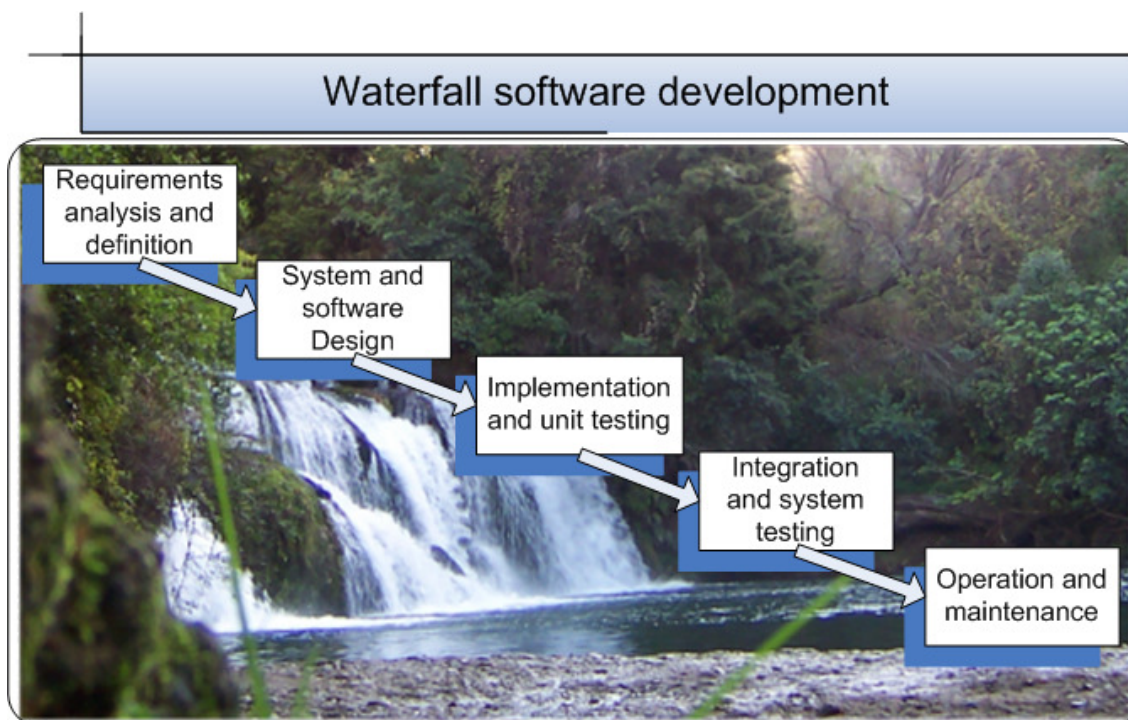 Waterfall software development
Requirements
analysis and
definition
System and
software
Design
Implementation
and unit testing
Integration
and system
testing
Operation and
maintenance